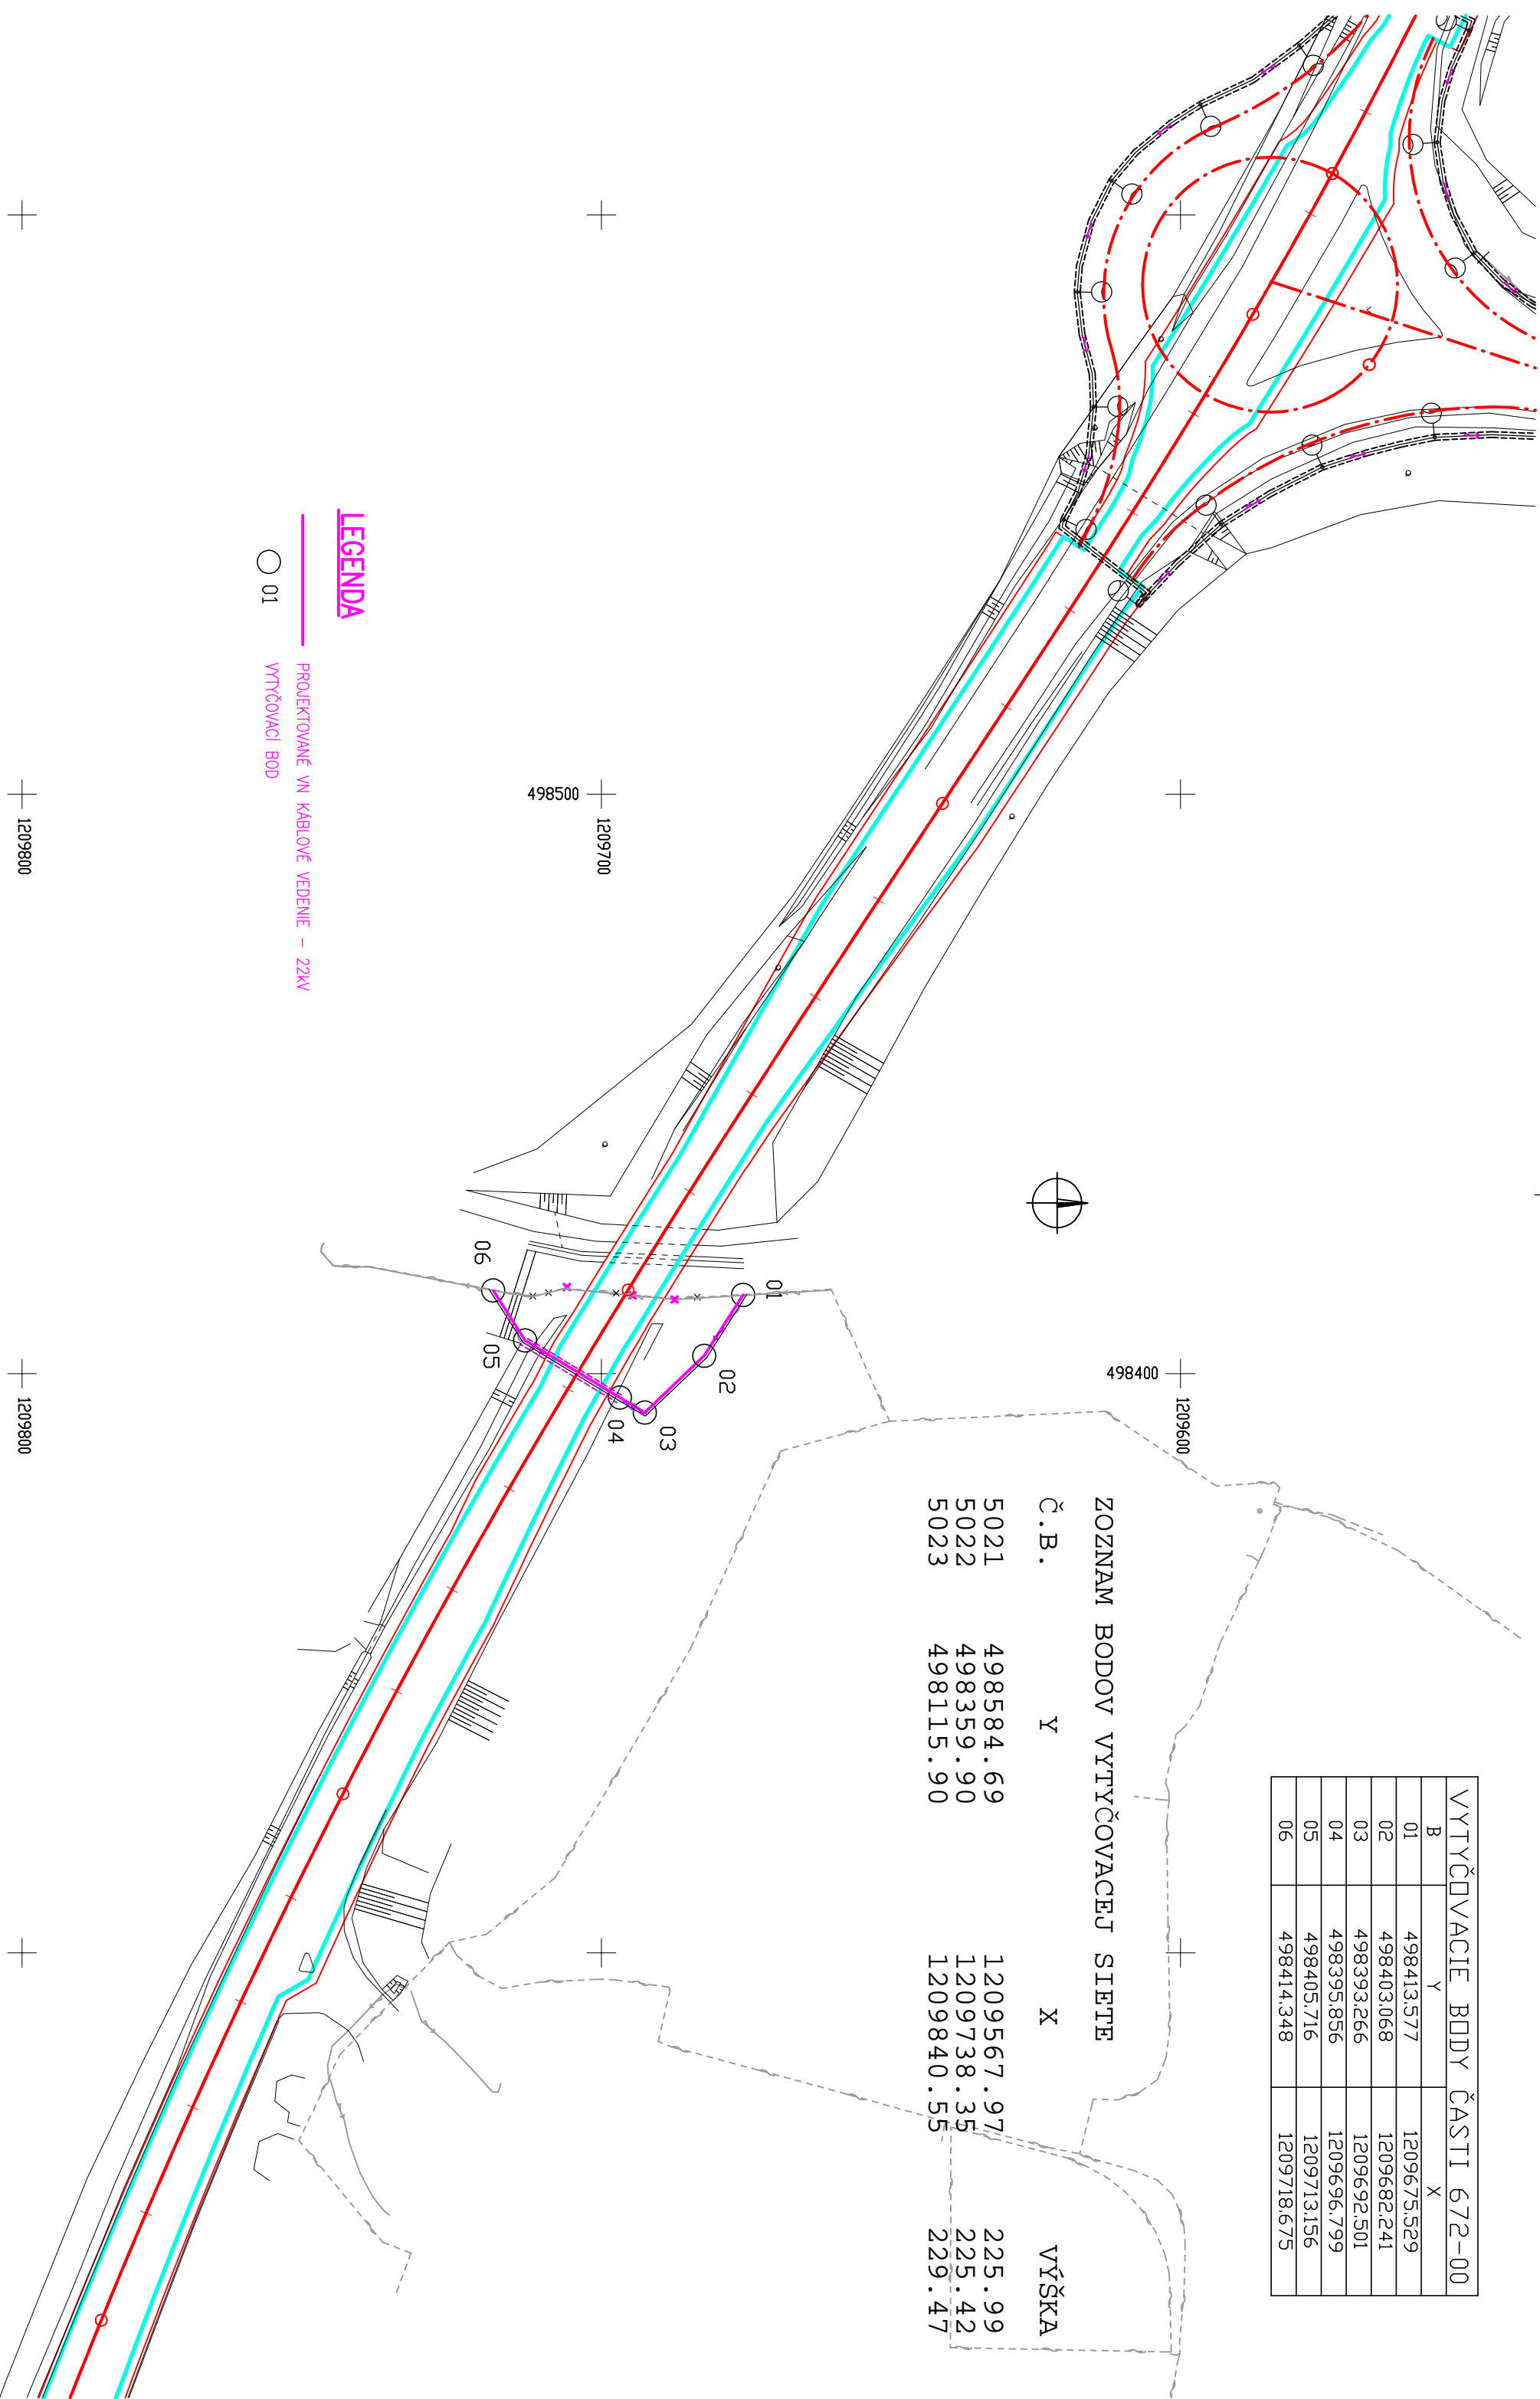 VYTYČOVACIE BODY ČASTI 672-00
B Y X
01 498413.577 1209675.529
02 498403.068 1209682.241
03 498393.266 1209692.501
04 498395.856 1209696.799
05 498405.716 1209713.156
06 498414.348 1209718.675
ZOZNAM BODOV VYTYČOVACEJ SIETE
Č.B. Y X VÝŠKA
5021 498584.69 1209567.97 225.99
5022 498359.90 1209738.35 225.42
5023 498115.90 1209840.55 229.47
498400
1209600
498500
1209700
1209800
1209800
01
02
03
04
05
06
LEGENDA
PROJEKTOVANÉ VN KÁBLOVÉ VEDENIE - 22kV
01 VYTYČOVACÍ BOD